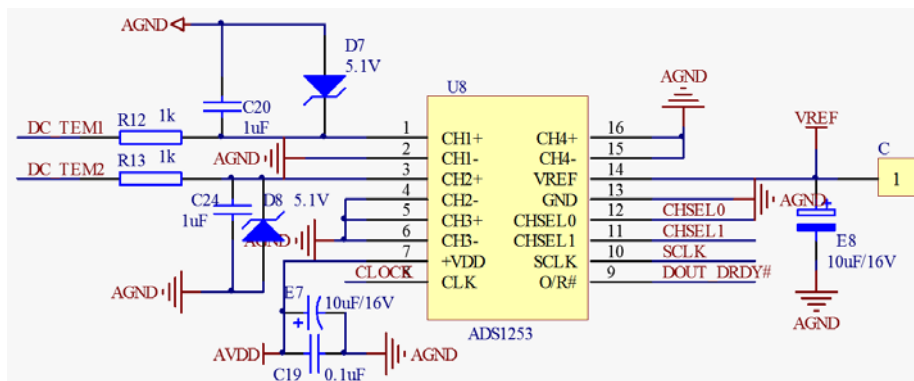 AGND
D7
5.1V
U8
AGND
C20
1uF
VREF
R12 1k
DC_TEM1
1 CH1+ CH4+ 16
C
AGND
2 CH1- CH4- 15
R13 1k
DC_TEM2
3 CH2+ VREF 14
1
C24
1uF
D8 5.1V
4 CH2- GND 13
AGND
5 CH3+ CHSEL0 12 CHSEL0
AGND
6 CH3- CHSEL1 11 CHSEL1
E8
10uF/16V
7 +VDD SCLK 10 SCLK
CLOCK
CLK O/R# 9 DOUT_DRDY#
AGND
E7
10uF/16V
AGND
ADS1253
AVDD
AGND
C19 0.1uF